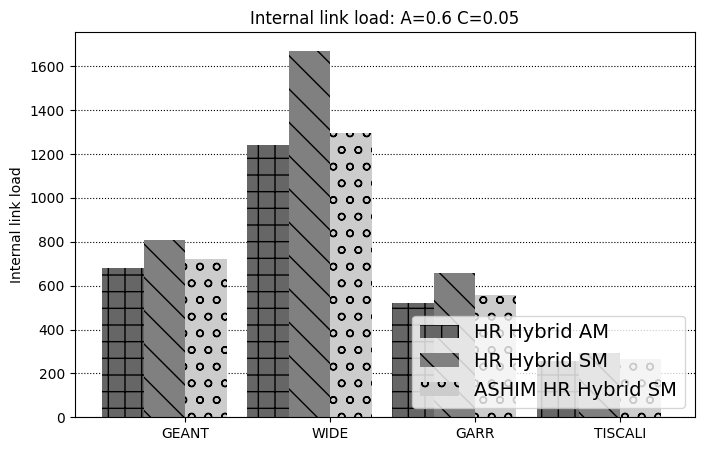 Internal link load: A=0.6 C=0.05
1600
1400
1200
1000
800
600
400
200
0
Internal link load
HR Hybrid AM
HR Hybrid SM
ASHIM HR Hybrid SM
GEANT
WIDE
GARR
TISCALI